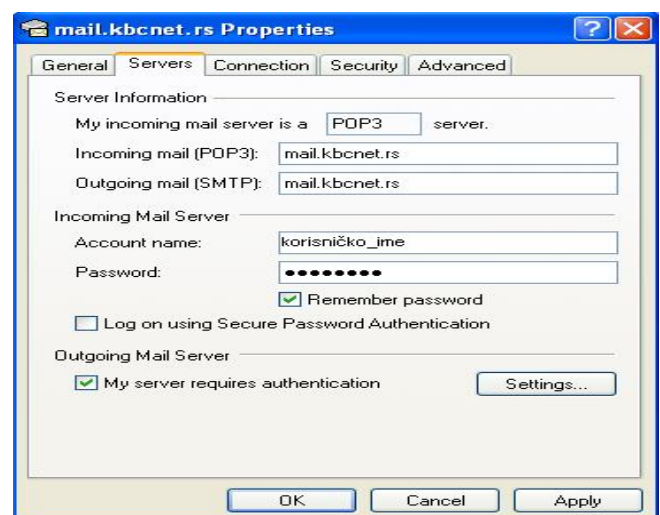 mail.kbcnet.rs Properties
General Servers Connection Security Advanced
Server Information
My incoming mail server is a POP3 server.
Incoming mail (POP3): mail.kbcnet.rs
Outgoing mail (SMTP): mail.kbcnet.rs
Incoming Mail Server
Account name: korisničko_ime
Password: ●●●●●●●●
Remember password
Log on using Secure Password Authentication
Outgoing Mail Server
My server requires authentication Settings...
OK Cancel Apply